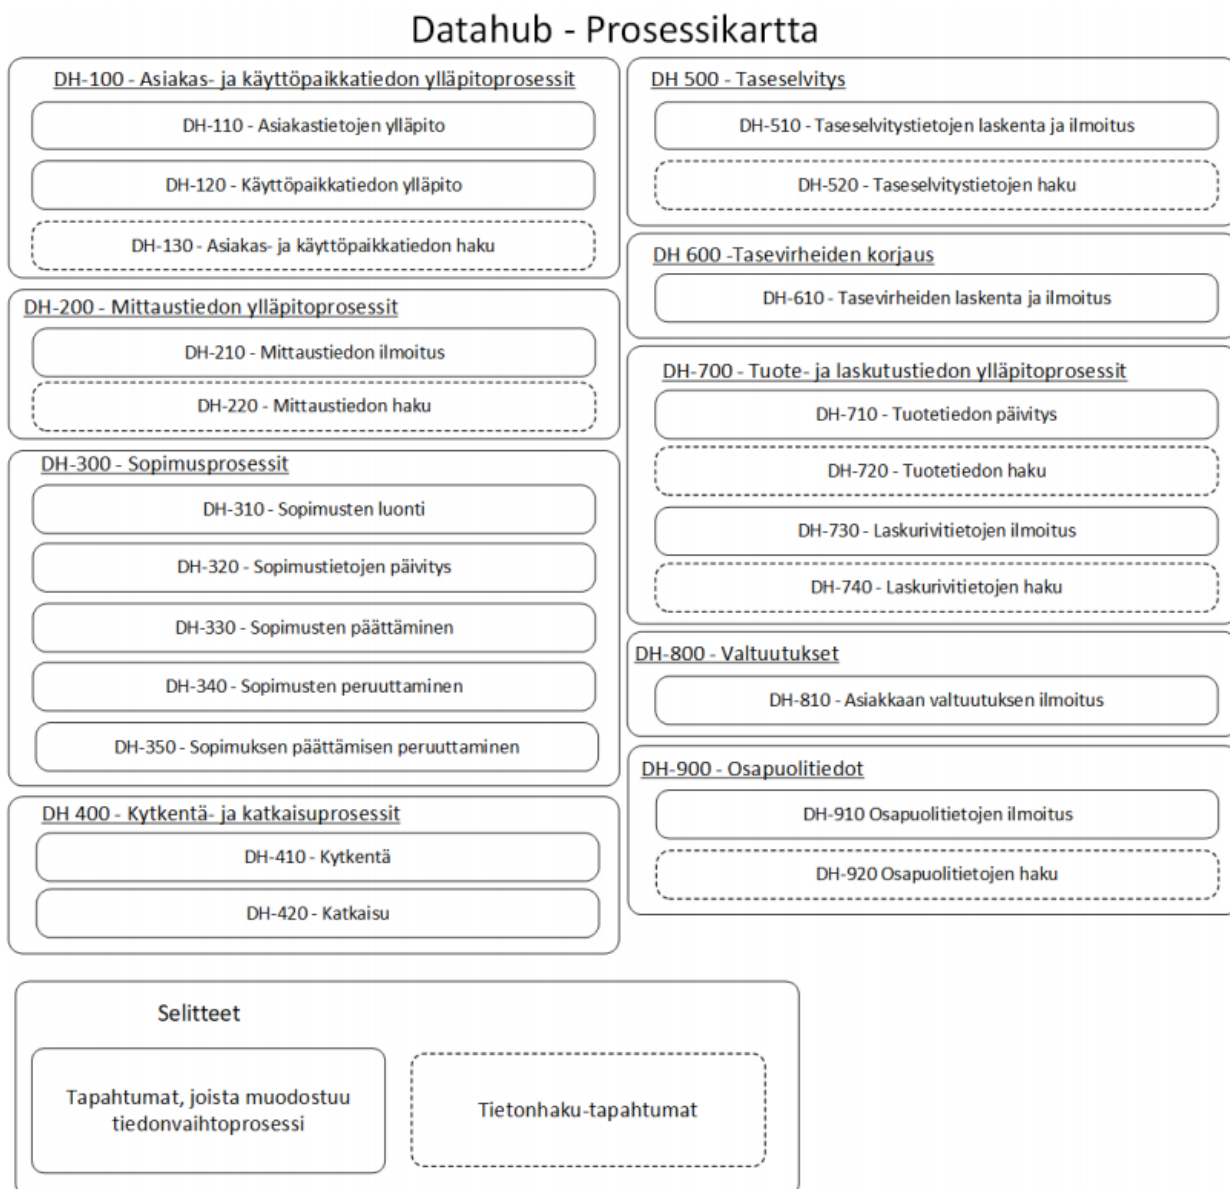 Datahub - Prosessikartta
DH-100 - Asiakas- ja käyttöpaikkatiedon ylläpitoprosessit
DH-110 - Asiakastietojen ylläpito
DH-120 - Käyttöpaikkatiedon ylläpito
DH-130 - Asiakas- ja käyttöpaikkatiedon haku
DH-200 - Mittaustiedon ylläpitoprosessit
DH-210 - Mittaustiedon ilmoitus
DH-220 - Mittaustiedon haku
DH-300 - Sopimusprosessit
DH-310 - Sopimusten luonti
DH-320 - Sopimustietojen päivitys
DH-330 - Sopimusten päättäminen
DH-340 - Sopimusten peruuttaminen
DH-350 - Sopimuksen päättämisen peruuttaminen
DH 400 - Kytkentä- ja katkaisuprosessit
DH-410 - Kytkentä
DH-420 - Katkaisu
DH 500 - Taseselvitys
DH-510 - Taseselvitystietojen laskenta ja ilmoitus
DH-520 - Taseselvitystietojen haku
DH 600 -Tasevirheiden korjaus
DH-610 - Tasevirheiden laskenta ja ilmoitus
DH-700 - Tuote- ja laskutustiedon ylläpitoprosessit
DH-710 - Tuotetiedon päivitys
DH-720 - Tuotetiedon haku
DH-730 - Laskurivitietojen ilmoitus
DH-740 - Laskurivitietojen haku
DH-800 - Valtuutukset
DH-810 - Asiakkaan valtuutuksen ilmoitus
DH-900 - Osapuolitiedot
DH-910 Osapuolitietojen ilmoitus
DH-920 Osapuolitietojen haku
Selitteet
Tapahtumat, joista muodostuu
tiedonvaihtoprosessi
Tietonhaku-tapahtumat